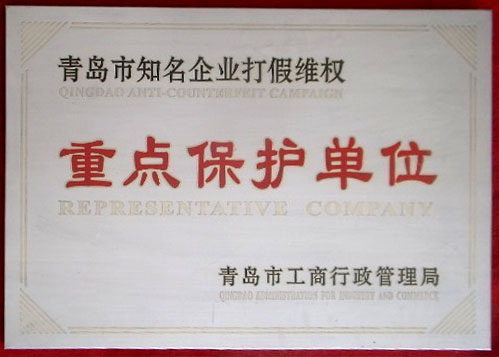 青岛市知名企业打假维权
QINGDAO ANTI-COUNTERFEIT CAMPAIGN
重点保护单位
REPRESENTATIVE COMPANY
青岛市工商行政管理局
QINGDAO ADMINISTRATION FOR INDUSTRY AND COMMERCE